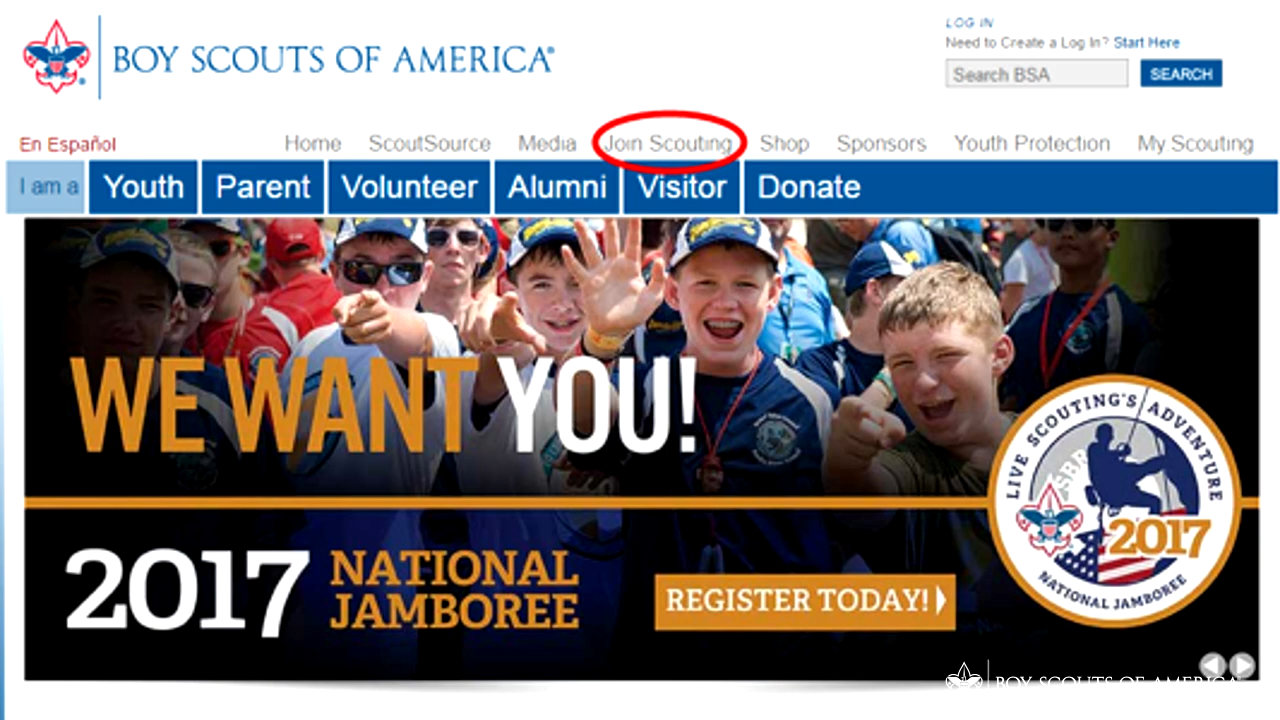 BOY SCOUTS OF AMERICA®
LOG IN
Need to Create a Log In? Start Here
Search BSA
SEARCH
En Español
Home ScoutSource Media Join Scouting Shop Sponsors Youth Protection My Scouting
I am a Youth Parent Volunteer Alumni Visitor Donate
WE WANT YOU!
2017 NATIONAL
JAMBOREE
REGISTER TODAY!
LIVE SCOUTING'S ADVENTURE
SBR
2017
NATIONAL JAMBOREE
BOY SCOUTS OF AMERICA